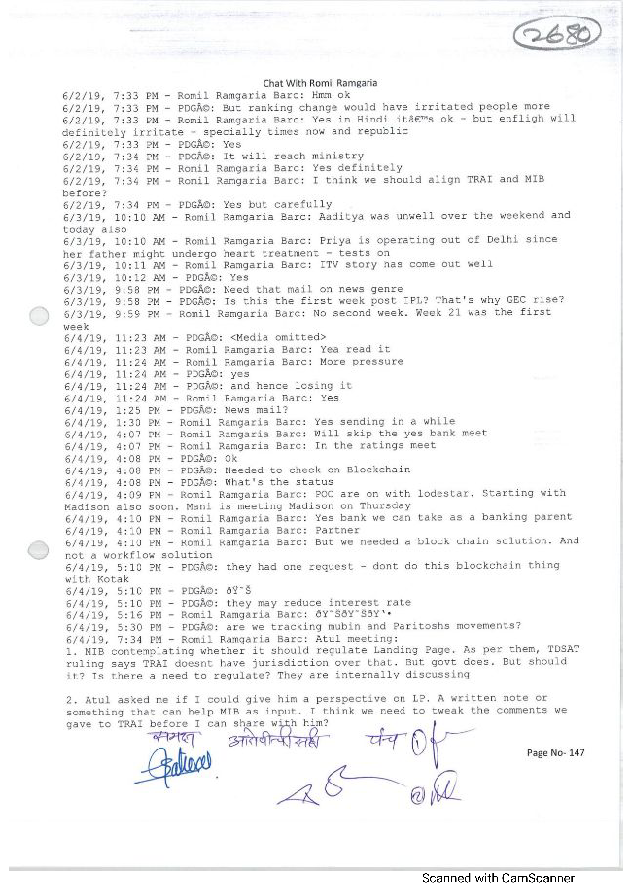 2680
Chat With Romi Ramgaria
6/2/19, 7:33 PM - Romil Ramgaria Barc: Hmm ok
6/2/19, 7:33 PM - PDGÂ©: But ranking change would have irritated people more
6/2/19, 7:33 PM - Romil Ramgaria Barc: Yes in Hindi itâ€™s ok - but enfligh will
definitely irritate - specially times now and republic
6/2/19, 7:33 PM - PDGÂ©: Yes
6/2/19, 7:34 PM - PDGÂ©: It will reach ministry
6/2/19, 7:34 PM - Romil Ramgaria Barc: Yes definitely
6/2/19, 7:34 PM - Romil Ramgaria Barc: I think we should align TRAI and MIB
before?
6/2/19, 7:34 PM - PDGÂ©: Yes but carefully
6/3/19, 10:10 AM - Romil Ramgaria Barc: Aaditya was unwell over the weekend and
today also
6/3/19, 10:10 AM - Romil Ramgaria Barc: Priya is operating out of Delhi since
her father might undergo heart treatment - tests on
6/3/19, 10:11 AM - Romil Ramgaria Barc: ITV story has come out well
6/3/19, 10:12 AM - PDGÂ©: Yes
6/3/19, 9:58 PM - PDGÂ©: Need that mail on news genre
6/3/19, 9:58 PM - PDGÂ©: Is this the first week post IPL? That's why GEC rise?
6/3/19, 9:59 PM - Romil Ramgaria Barc: No second week. Week 21 was the first
week
6/4/19, 11:23 AM - PDGÂ©: <Media omitted>
6/4/19, 11:23 AM - Romil Ramgaria Barc: Yea read it
6/4/19, 11:24 AM - Romil Ramgaria Barc: More pressure
6/4/19, 11:24 AM - PDGÂ©: yes
6/4/19, 11:24 AM - PDGÂ©: and hence losing it
6/4/19, 11:24 AM - Romil Ramgaria Barc: Yes
6/4/19, 1:25 PM - PDGÂ©: News mail?
6/4/19, 1:30 PM - Romil Ramgaria Barc: Yes sending in a while
6/4/19, 4:07 PM - Romil Ramgaria Barc: Will skip the yes bank meet
6/4/19, 4:07 PM - Romil Ramgaria Barc: In the ratings meet
6/4/19, 4:08 PM - PDGÂ©: Ok
6/4/19, 4:08 PM - PDGÂ©: Needed to check on Blockchain
6/4/19, 4:08 PM - PDGÂ©: What's the status
6/4/19, 4:09 PM - Romil Ramgaria Barc: POC are on with lodestar. Starting with
Madison also soon. Mani is meeting Madison on Thursday
6/4/19, 4:10 PM - Romil Ramgaria Barc: Yes bank we can take as a banking parent
6/4/19, 4:10 PM - Romil Ramgaria Barc: Partner
6/4/19, 4:10 PM - Romil Ramgaria Barc: But we needed a block chain solution. And
not a workflow solution
6/4/19, 5:10 PM - PDGÂ©: they had one request - dont do this blockchain thing
with Kotak
6/4/19, 5:10 PM - PDGÂ©: ðŸ˜Š
6/4/19, 5:10 PM - PDGÂ©: they may reduce interest rate
6/4/19, 5:16 PM - Romil Ramgaria Barc: ðŸ˜ŠðŸ˜ŠðŸ‘•
6/4/19, 5:30 PM - PDGÂ©: are we tracking mubin and Paritoshs movements?
6/4/19, 7:34 PM - Romil Ramgaria Barc: Atul meeting:
1. MIB contemplating whether it should regulate Landing Page. As per them, TDSAT
ruling says TRAI doesnt have jurisdiction over that. But govt does. But should
it? Is there a need to regulate? They are internally discussing
2. Atul asked me if I could give him a perspective on LP. A written note or
something that can help MIB as input. I think we need to tweak the comments we
gave to TRAI before I can share with him?
समक्ष आरोपीची सही पंच ①
②
Page No- 147
Scanned with CamScanner